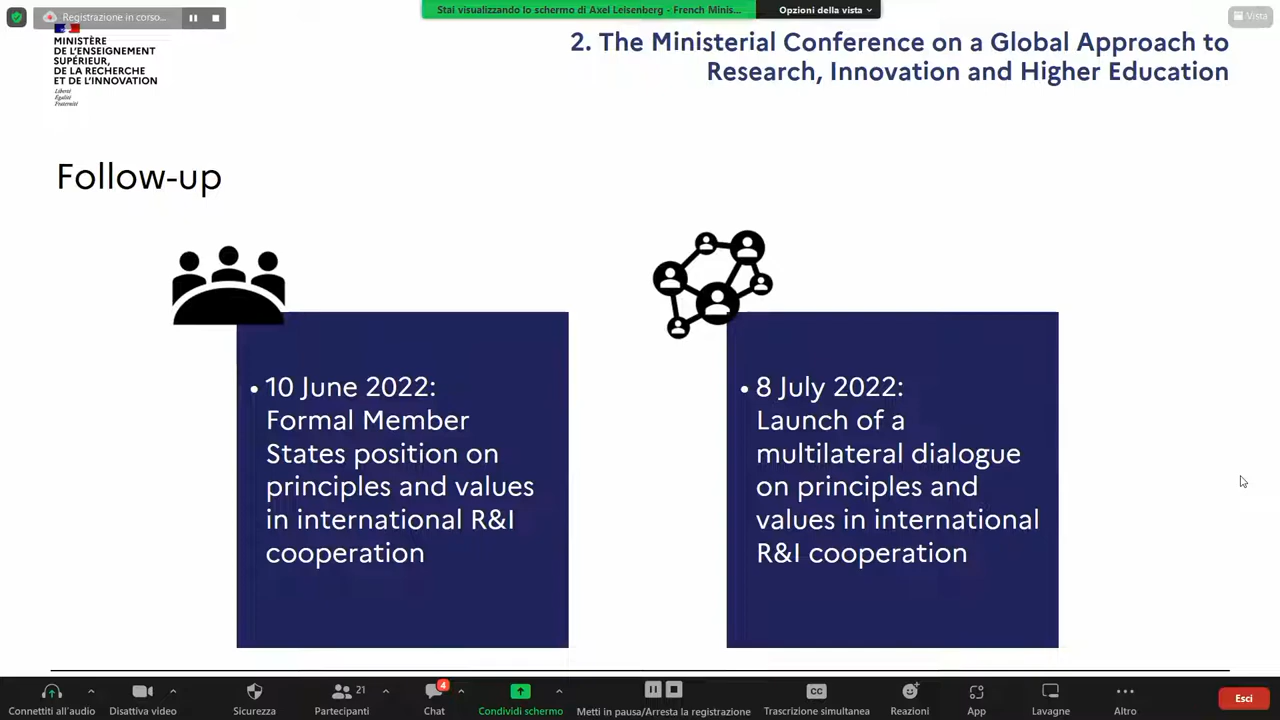 Registrazione in corso...
Stai visualizzando lo schermo di Axel Leisenberg - French Minis...
Opzioni della vista
Vista
MINISTÈRE
DE L'ENSEIGNEMENT
SUPÉRIEUR,
DE LA RECHERCHE
ET DE L'INNOVATION
Liberté
Égalité
Fraternité
2. The Ministerial Conference on a Global Approach to
Research, Innovation and Higher Education
Follow-up
• 10 June 2022:
Formal Member
States position on
principles and values
in international R&I
cooperation
• 8 July 2022:
Launch of a
multilateral dialogue
on principles and
values in international
R&I cooperation
Connettiti all'audio
Disattiva video
Sicurezza
21
Partecipanti
4
Chat
Condividi schermo
Metti in pausa/Arresta la registrazione
CC
Trascrizione simultanea
Reazioni
App
Lavagne
Altro
Esci